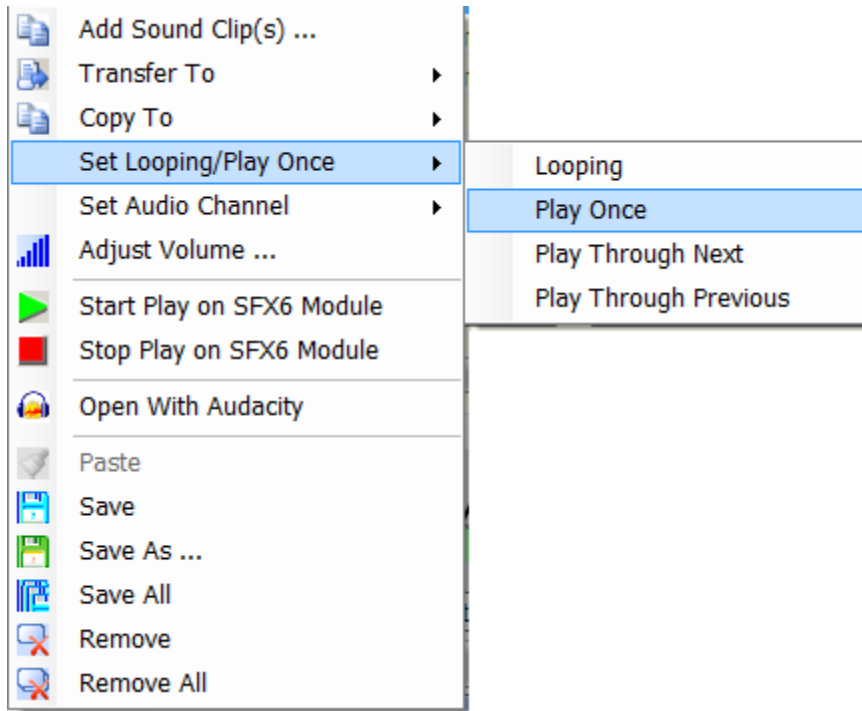 Add Sound Clip(s) ...
Transfer To
Copy To
Set Looping/Play Once
Set Audio Channel
Adjust Volume ...
Start Play on SFX6 Module
Stop Play on SFX6 Module
Open With Audacity
Paste
Save
Save As ...
Save All
Remove
Remove All
Looping
Play Once
Play Through Next
Play Through Previous